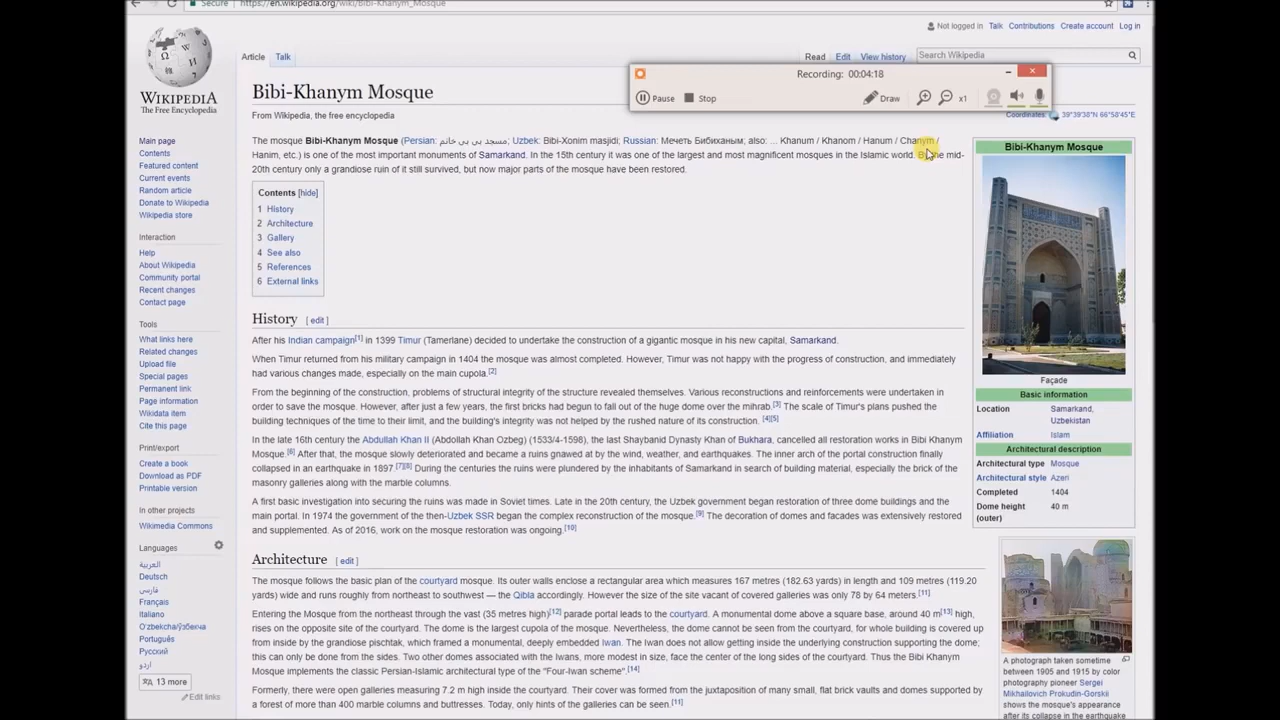 Secure https://en.wikipedia.org/wiki/Bibi-Khanym_Mosque
Not logged in Talk Contributions Create account Log in
Article Talk Read Edit View history Search Wikipedia
WIKIPEDIA
The Free Encyclopedia
Recording: 00:04:18
Pause Stop Draw x1
Bibi-Khanym Mosque
From Wikipedia, the free encyclopedia
Coordinates: 39°39′38″N 66°58′45″E
The mosque Bibi-Khanym Mosque (Persian: مسجد بی بی خانم; Uzbek: Bibi-Xonim masjidi; Russian: Мечеть Бибиханым; also: ... Khanum / Khanom / Hanum / Chanym /
Hanim, etc.) is one of the most important monuments of Samarkand. In the 15th century it was one of the largest and most magnificent mosques in the Islamic world. By the mid-
20th century only a grandiose ruin of it still survived, but now major parts of the mosque have been restored.
Contents [hide]
1 History
2 Architecture
3 Gallery
4 See also
5 References
6 External links
History [ edit ]
After his Indian campaign[1] in 1399 Timur (Tamerlane) decided to undertake the construction of a gigantic mosque in his new capital, Samarkand.
When Timur returned from his military campaign in 1404 the mosque was almost completed. However, Timur was not happy with the progress of construction, and immediately
had various changes made, especially on the main cupola.[2]
From the beginning of the construction, problems of structural integrity of the structure revealed themselves. Various reconstructions and reinforcements were undertaken in
order to save the mosque. However, after just a few years, the first bricks had begun to fall out of the huge dome over the mihrab.[3] The scale of Timur's plans pushed the
building techniques of the time to their limit, and the building's integrity was not helped by the rushed nature of its construction. [4][5]
In the late 16th century the Abdullah Khan II (Abdollah Khan Ozbeg) (1533/4-1598), the last Shaybanid Dynasty Khan of Bukhara, cancelled all restoration works in Bibi Khanym
Mosque.[6] After that, the mosque slowly deteriorated and became a ruins gnawed at by the wind, weather, and earthquakes. The inner arch of the portal construction finally
collapsed in an earthquake in 1897.[7][8] During the centuries the ruins were plundered by the inhabitants of Samarkand in search of building material, especially the brick of the
masonry galleries along with the marble columns.
A first basic investigation into securing the ruins was made in Soviet times. Late in the 20th century, the Uzbek government began restoration of three dome buildings and the
main portal. In 1974 the government of the then-Uzbek SSR began the complex reconstruction of the mosque.[9] The decoration of domes and facades was extensively restored
and supplemented. As of 2016, work on the mosque restoration was ongoing.[10]
Architecture [ edit ]
The mosque follows the basic plan of the courtyard mosque. Its outer walls enclose a rectangular area which measures 167 metres (182.63 yards) in length and 109 metres (119.20
yards) wide and runs roughly from northeast to southwest — the Qibla accordingly. However the size of the site vacant of covered galleries was only 78 by 64 meters.[11]
Entering the Mosque from the northeast through the vast (35 metres high)[12] parade portal leads to the courtyard. A monumental dome above a square base, around 40 m[13] high,
rises on the opposite site of the courtyard. The dome is the largest cupola of the mosque. Nevertheless, the dome cannot be seen from the courtyard, for whole building is covered up
from inside by the grandiose pischtak, which framed a monumental, deeply embedded Iwan. The Iwan does not allow getting inside the underlying construction supporting the dome;
this can only be done from the sides. Two other domes associated with the Iwans, more modest in size, face the center of the long sides of the courtyard. Thus the Bibi Khanym
Mosque implements the classic Persian-Islamic architectural type of the "Four-Iwan scheme".[14]
Formerly, there were open galleries measuring 7.2 m high inside the courtyard. Their cover was formed from the juxtaposition of many small, flat brick vaults and domes supported by
a forest of more than 400 marble columns and buttresses. Today, only hints of the galleries can be seen.[11]
Main page
Contents
Featured content
Current events
Random article
Donate to Wikipedia
Wikipedia store
Interaction
Help
About Wikipedia
Community portal
Recent changes
Contact page
Tools
What links here
Related changes
Upload file
Special pages
Permanent link
Page information
Wikidata item
Cite this page
Print/export
Create a book
Download as PDF
Printable version
In other projects
Wikimedia Commons
Languages
العربية
Deutsch
فارسی
Français
Italiano
Oʻzbekcha/ўзбекча
Português
Русский
اردو
13 more
Edit links
Bibi-Khanym Mosque
Façade
Basic information
Location Samarkand,
Uzbekistan
Affiliation Islam
Architectural description
Architectural type Mosque
Architectural style Azeri
Completed 1404
Dome height 40 m
(outer)
A photograph taken sometime
between 1905 and 1915 by color
photography pioneer Sergei
Mikhailovich Prokudin-Gorskii
shows the mosque's appearance
after its collapse in the earthquake